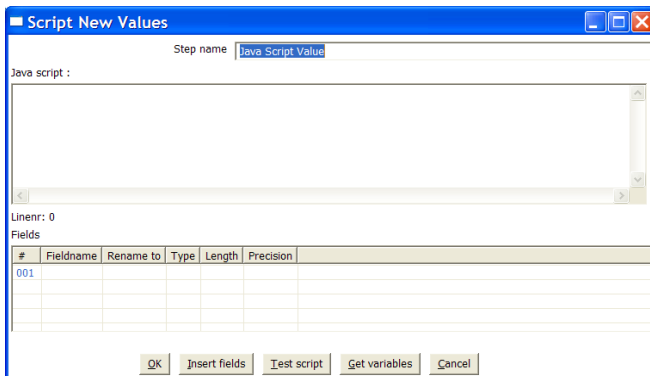 Script New Values
Step name Java Script Value
Java script :
Linenr: 0
Fields
# Fieldname Rename to Type Length Precision
001
OK Insert fields Test script Get variables Cancel